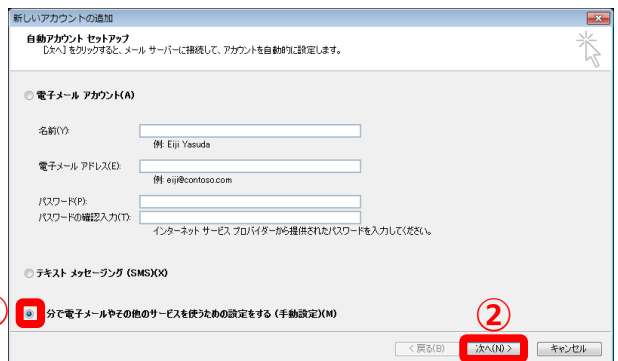 新しいアカウントの追加
自動アカウント セットアップ
[次へ] をクリックすると、メール サーバーに接続して、アカウントを自動的に設定します。
電子メール アカウント(A)
名前(Y):
例: Eiji Yasuda
電子メール アドレス(E):
例: eiji@contoso.com
パスワード(P):
パスワードの確認入力(T):
インターネット サービス プロバイダーから提供されたパスワードを入力してください。
テキスト メッセージング (SMS)(X)
分で電子メールやその他のサービスを使うための設定をする (手動設定)(M)
②
< 戻る(B) 次へ(N) > キャンセル